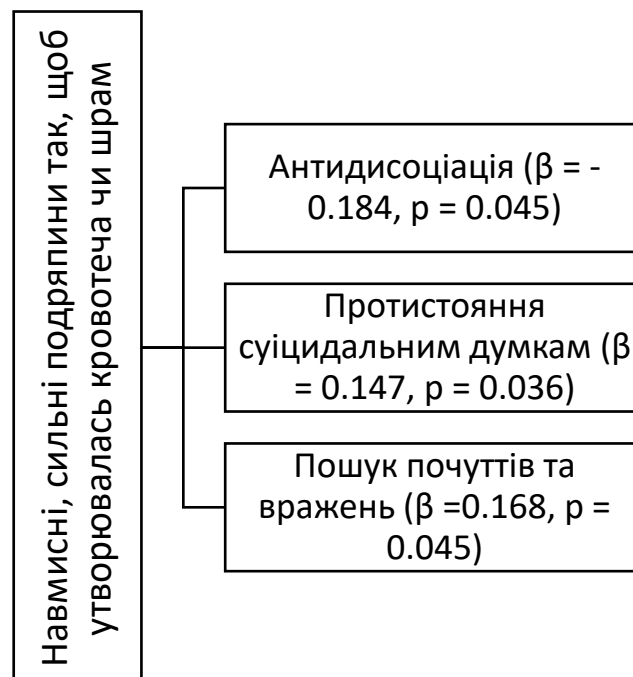 Навмисні, сильні подряпини так, щоб
утворювалась кровотеча чи шрам
Антидисоціація (β = -
0.184, p = 0.045)
Протистояння
суїцидальним думкам (β
= 0.147, p = 0.036)
Пошук почуттів та
вражень (β =0.168, p =
0.045)